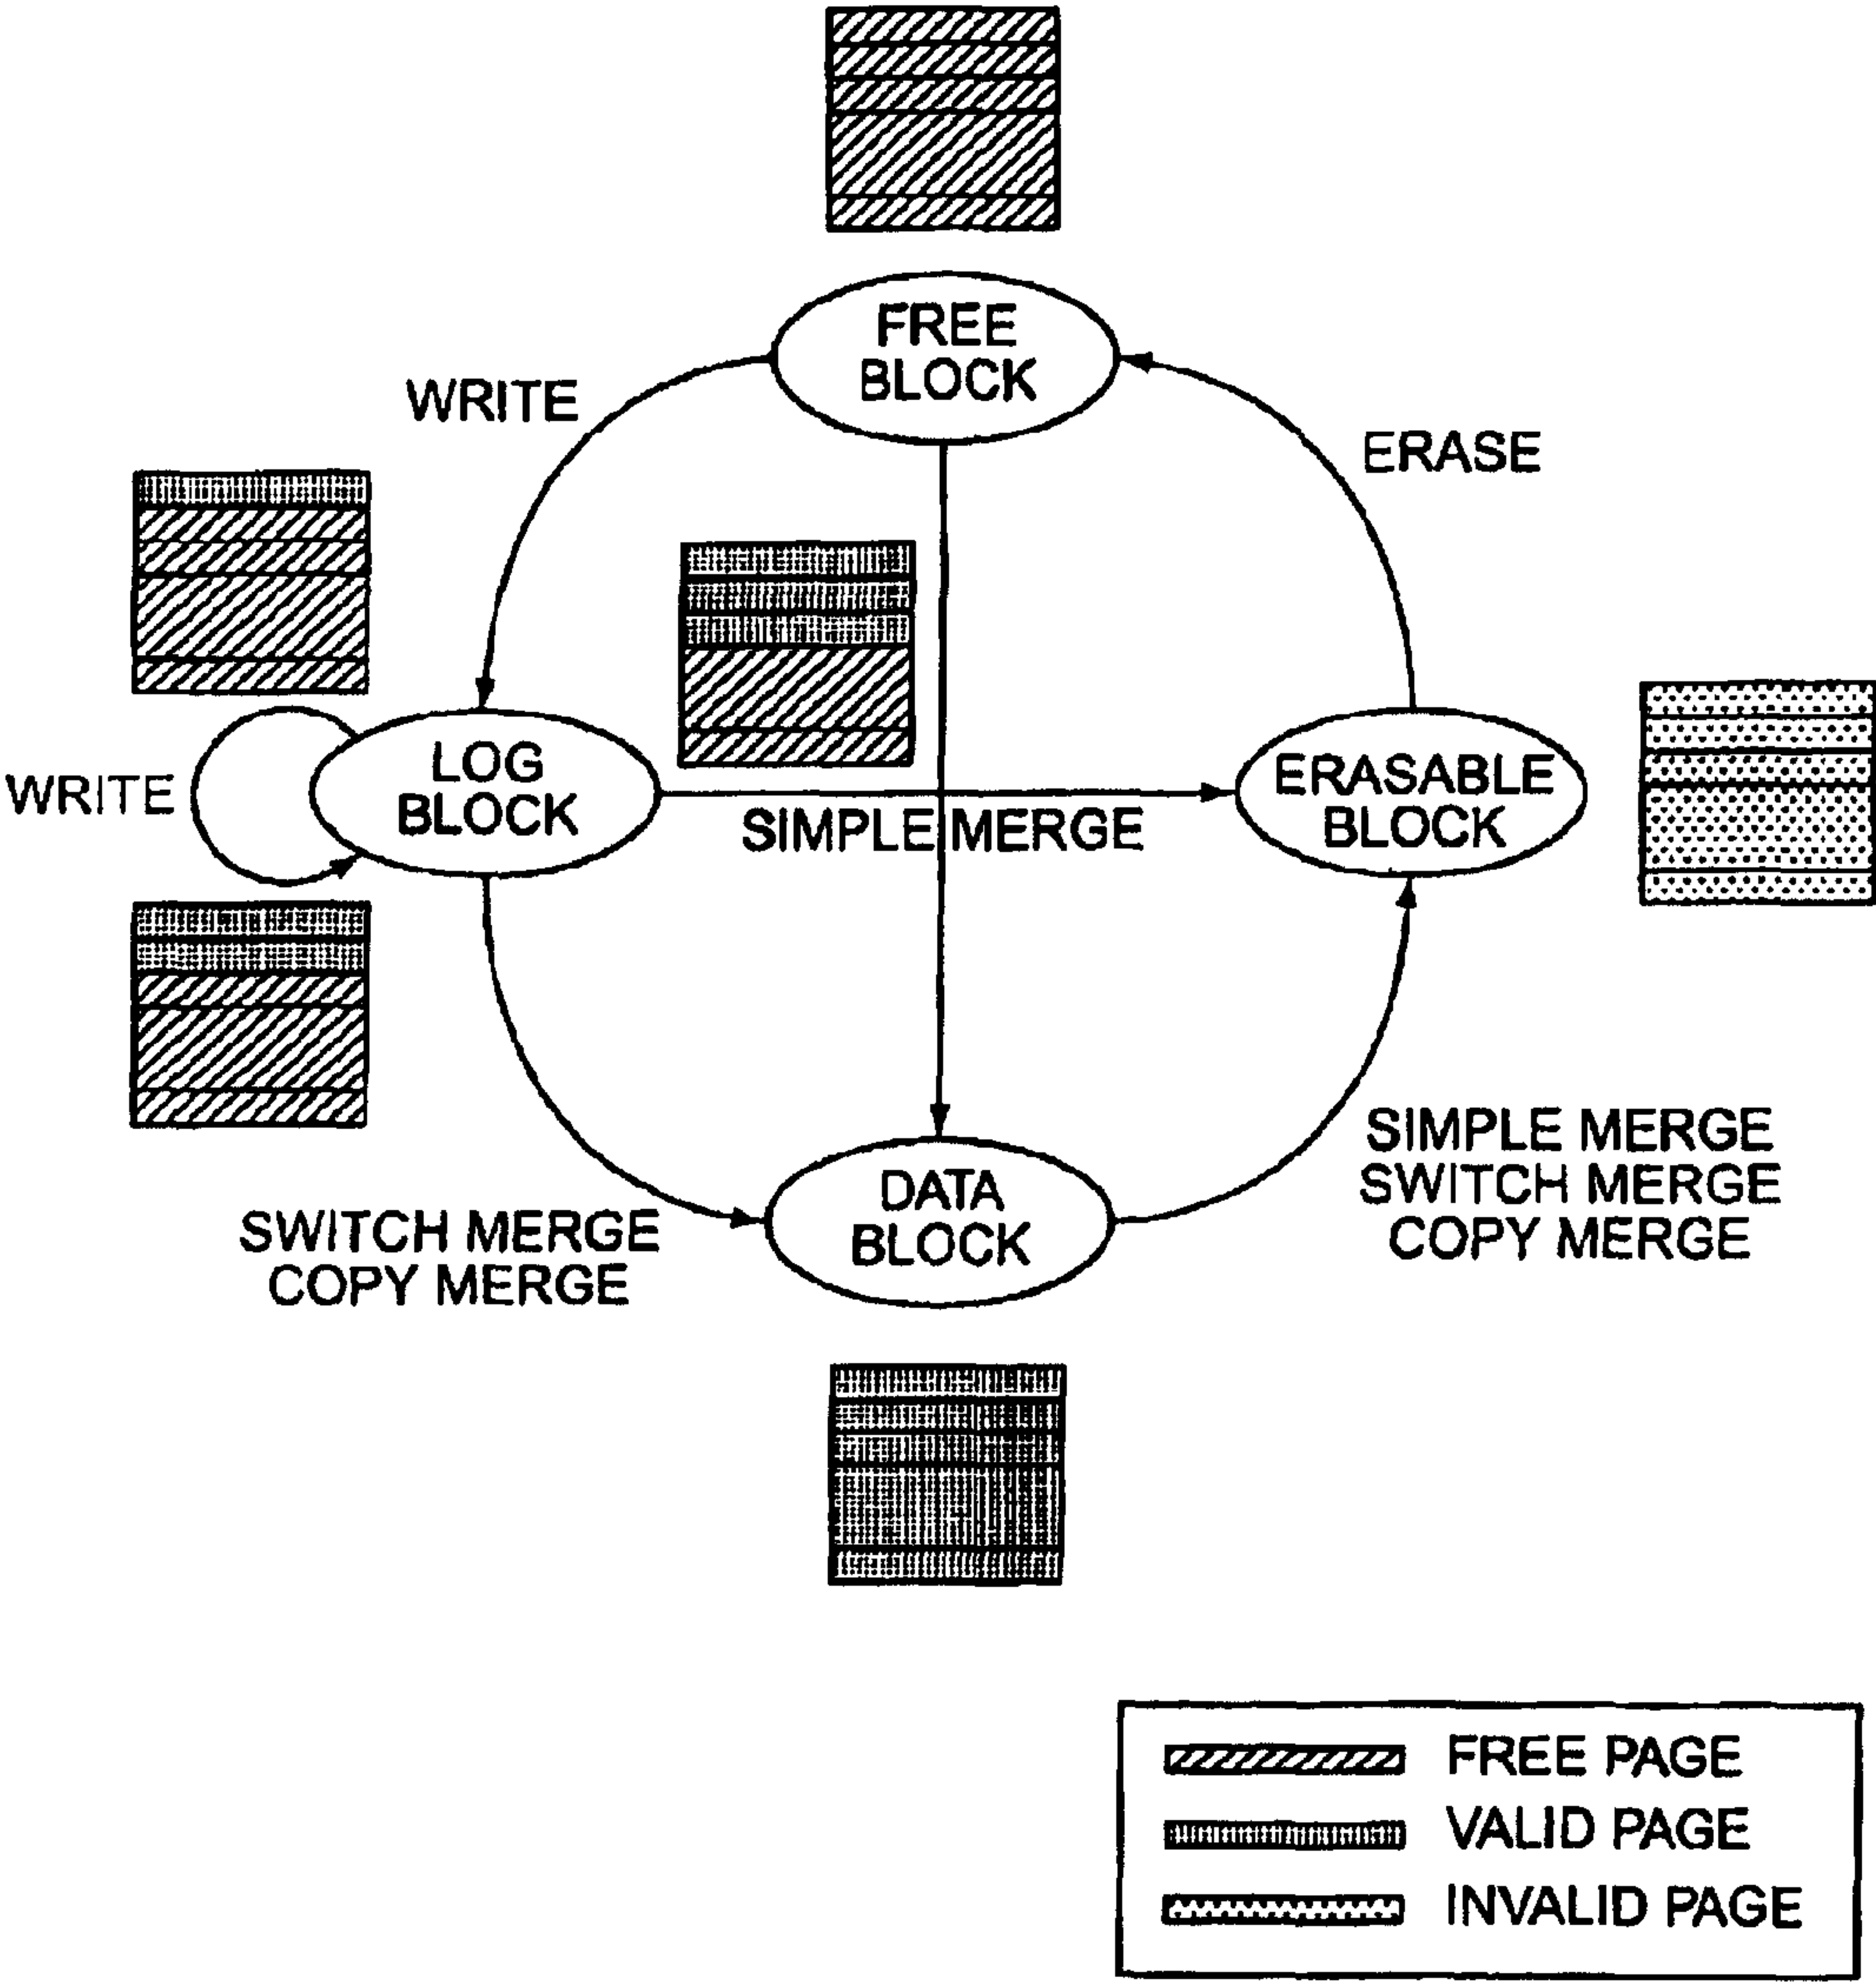 FREE
BLOCK
WRITE
ERASE
LOG
BLOCK
WRITE
ERASABLE
BLOCK
SIMPLE MERGE
DATA
BLOCK
SWITCH MERGE
COPY MERGE
SIMPLE MERGE
SWITCH MERGE
COPY MERGE
FREE PAGE
VALID PAGE
INVALID PAGE